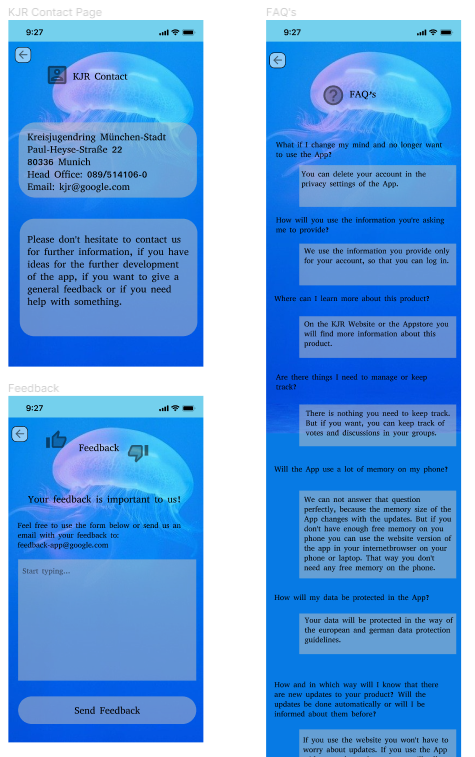 KJR Contact Page
9:27
KJR Contact
Kreisjugendring München-Stadt
Paul-Heyse-Straße 22
80336 Munich
Head Office: 089/514106-0
Email: kjr@google.com
Please don't hesitate to contact us
for further information, if you have
ideas for the further development
of the app, if you want to give a
general feedback or if you need
help with something.
Feedback
9:27
Feedback
Your feedback is important to us!
Feel free to use the form below or send us an
email with your feedback to:
feedback-app@google.com
Start typing...
Send Feedback
FAQ's
9:27
FAQ's
What if I change my mind and no longer want
to use the App?
You can delete your account in the
privacy settings of the App.
How will you use the information you're asking
me to provide?
We use the information you provide only
for your account, so that you can log in.
Where can I learn more about this product?
On the KJR Website or the Appstore you
will find more information about this
product.
Are there things I need to manage or keep
track?
There is nothing you need to keep track.
But if you want, you can keep track of
votes and discussions in your groups.
Will the App use a lot of memory on my phone?
We can not answer that question
perfectly, because the memory size of the
App changes with the updates. But if you
don't have enough free memory on you
phone you can use the website version of
the app in your internetbrowser on your
phone or laptop. That way you don't
need any free memory on the phone.
How will my data be protected in the App?
Your data will be protected in the way of
the european and german data protection
guidelines.
How and in which way will I know that there
are new updates to your product? Will the
updates be done automatically or will I be
informed about them before?
If you use the website you won't have to
worry about updates. If you use the App